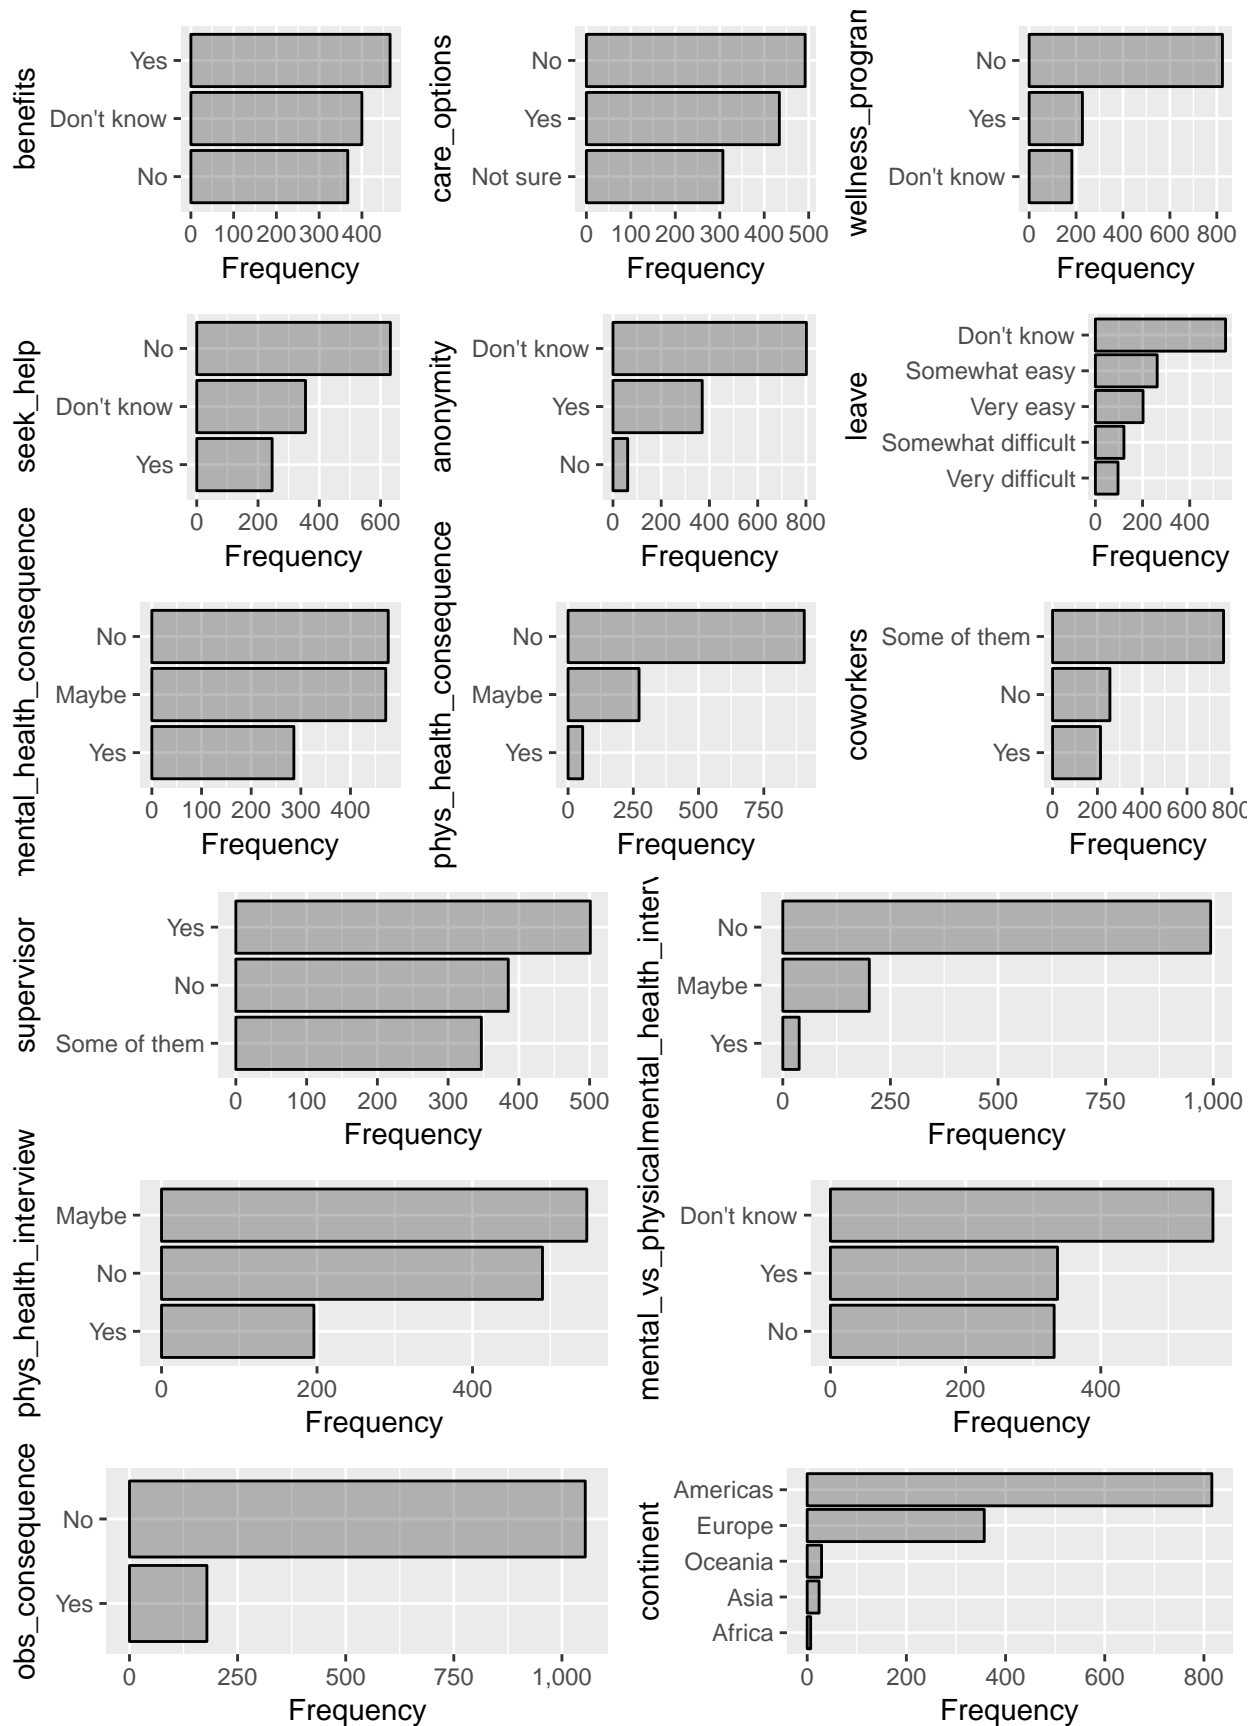 benefits
Yes
Don't know
No
0 100 200 300 400
Frequency
care_options
No
Yes
Not sure
0 100 200 300 400 500
Frequency
wellness_program
No
Yes
Don't know
0 200 400 600 800
Frequency
seek_help
No
Don't know
Yes
0 200 400 600
Frequency
anonymity
Don't know
Yes
No
0 200 400 600 800
Frequency
leave
Don't know
Somewhat easy
Very easy
Somewhat difficult
Very difficult
0 200 400
Frequency
mental_health_consequence
No
Maybe
Yes
0 100 200 300 400
Frequency
phys_health_consequence
No
Maybe
Yes
0 250 500 750
Frequency
coworkers
Some of them
No
Yes
0 200 400 600 800
Frequency
supervisor
Yes
No
Some of them
0 100 200 300 400 500
Frequency
mental_health_interv
No
Maybe
Yes
0 250 500 750 1,000
Frequency
phys_health_interview
Maybe
No
Yes
0 200 400
Frequency
mental_vs_physical
Don't know
Yes
No
0 200 400
Frequency
obs_consequence
No
Yes
0 250 500 750 1,000
Frequency
continent
Americas
Europe
Oceania
Asia
Africa
0 200 400 600 800
Frequency